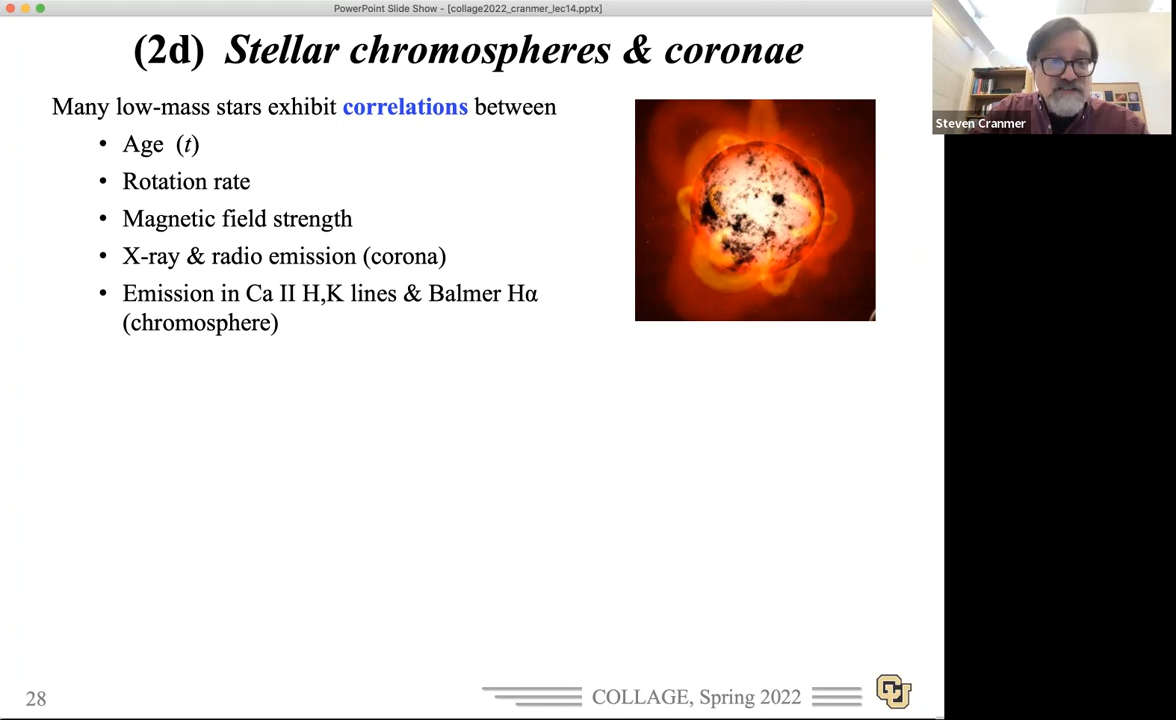 PowerPoint Slide Show - [collage2022_cranmer_lec14.pptx]
(2d) Stellar chromospheres & coronae
Many low-mass stars exhibit correlations between
• Age (t)
• Rotation rate
• Magnetic field strength
• X-ray & radio emission (corona)
• Emission in Ca II H,K lines & Balmer Hα
(chromosphere)
Steven Cranmer
28
COLLAGE, Spring 2022
CU